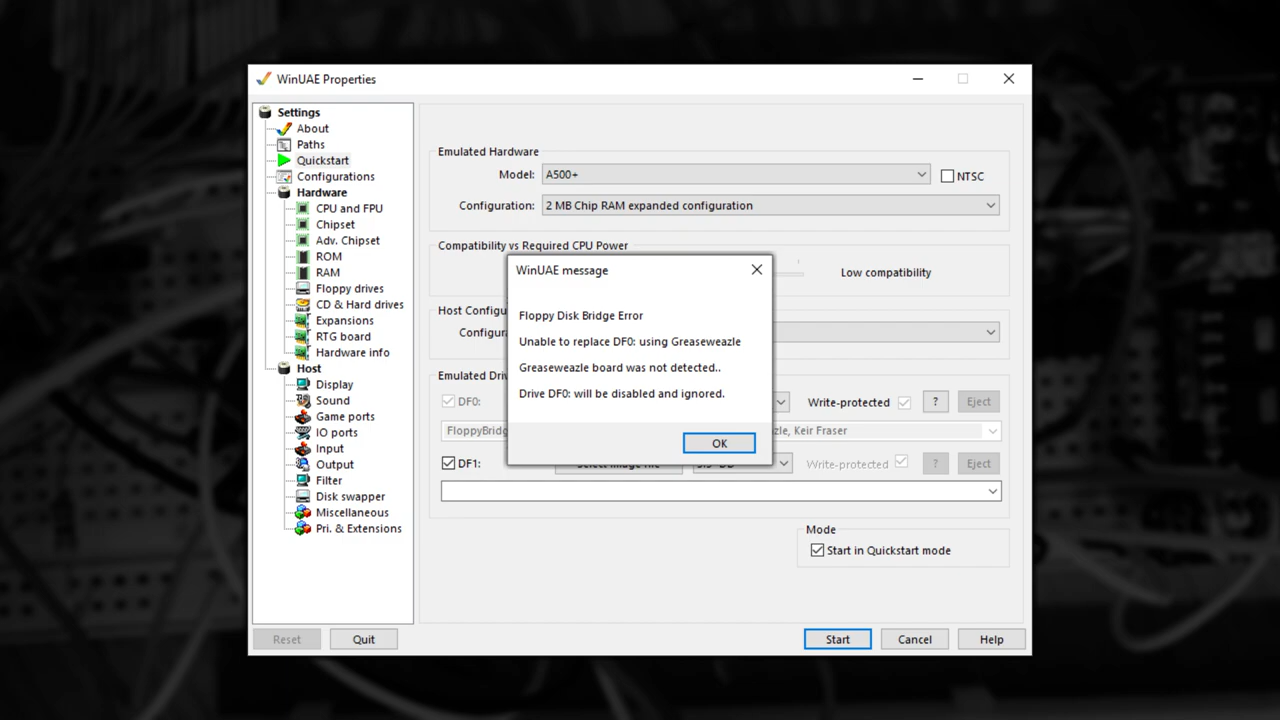 WinUAE Properties
Settings
About
Paths
Quickstart
Configurations
Hardware
CPU and FPU
Chipset
Adv. Chipset
ROM
RAM
Floppy drives
CD & Hard drives
Expansions
RTG board
Hardware info
Host
Display
Sound
Game ports
IO ports
Input
Output
Filter
Disk swapper
Miscellaneous
Pri. & Extensions
Reset
Quit
Emulated Hardware
Model: A500+ NTSC
Configuration: 2 MB Chip RAM expanded configuration
Compatibility vs Required CPU Power
Low compatibility
WinUAE message
Floppy Disk Bridge Error
Unable to replace DF0: using Greaseweazle
Greaseweazle board was not detected..
Drive DF0: will be disabled and ignored.
OK
Host Configu
Configura
Emulated Driv
DF0: Write-protected ? Eject
FloppyBridg zle, Keir Fraser
DF1: Write-protected ? Eject
Mode
Start in Quickstart mode
Start Cancel Help